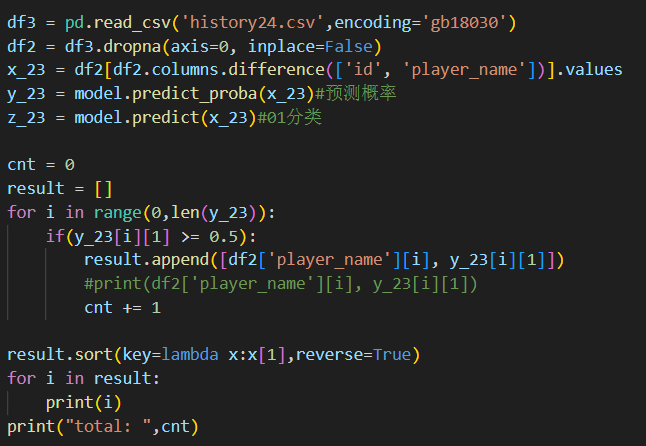 df3 = pd.read_csv('history24.csv',encoding='gb18030')
df2 = df3.dropna(axis=0, inplace=False)
x_23 = df2[df2.columns.difference(['id', 'player_name'])].values
y_23 = model.predict_proba(x_23)#预测概率
z_23 = model.predict(x_23)#01分类

cnt = 0
result = []
for i in range(0,len(y_23)):
    if(y_23[i][1] >= 0.5):
        result.append([df2['player_name'][i], y_23[i][1]])
        #print(df2['player_name'][i], y_23[i][1])
        cnt += 1

result.sort(key=lambda x:x[1],reverse=True)
for i in result:
    print(i)
print("total: ",cnt)